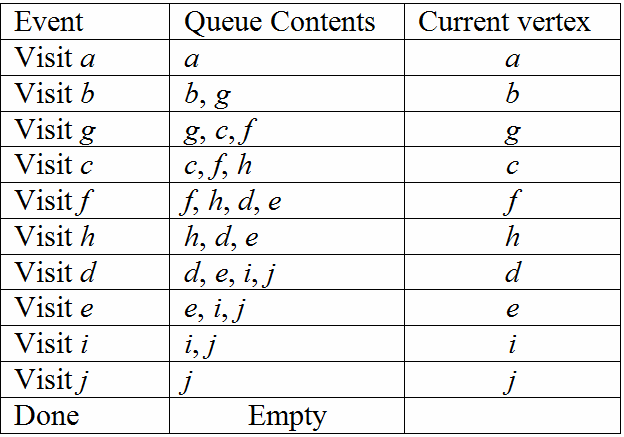 Event Queue Contents Current vertex
Visit a a a
Visit b b, g b
Visit g g, c, f g
Visit c c, f, h c
Visit f f, h, d, e f
Visit h h, d, e h
Visit d d, e, i, j d
Visit e e, i, j e
Visit i i, j i
Visit j j j
Done Empty